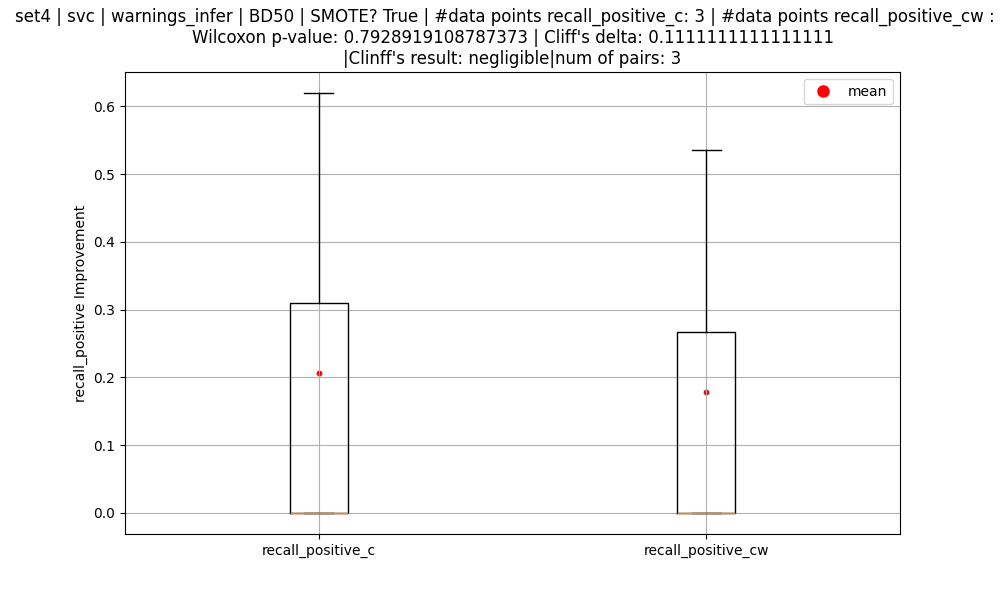 set4 | svc | warnings_infer | BD50 | SMOTE? True | #data points recall_positive_c: 3 | #data points recall_positive_cw :
Wilcoxon p-value: 0.7928919108787373 | Cliff's delta: 0.1111111111111111
|Clinff's result: negligible|num of pairs: 3
mean
0.6
0.5
0.4
0.3
0.2
0.1
0.0
recall_positive Improvement
recall_positive_c
recall_positive_cw